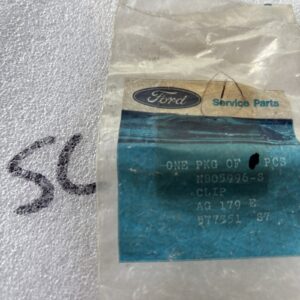 SC
Ford
Service Parts
ONE PKG OF PCS
N805996-S
CLIP
AG 179 E